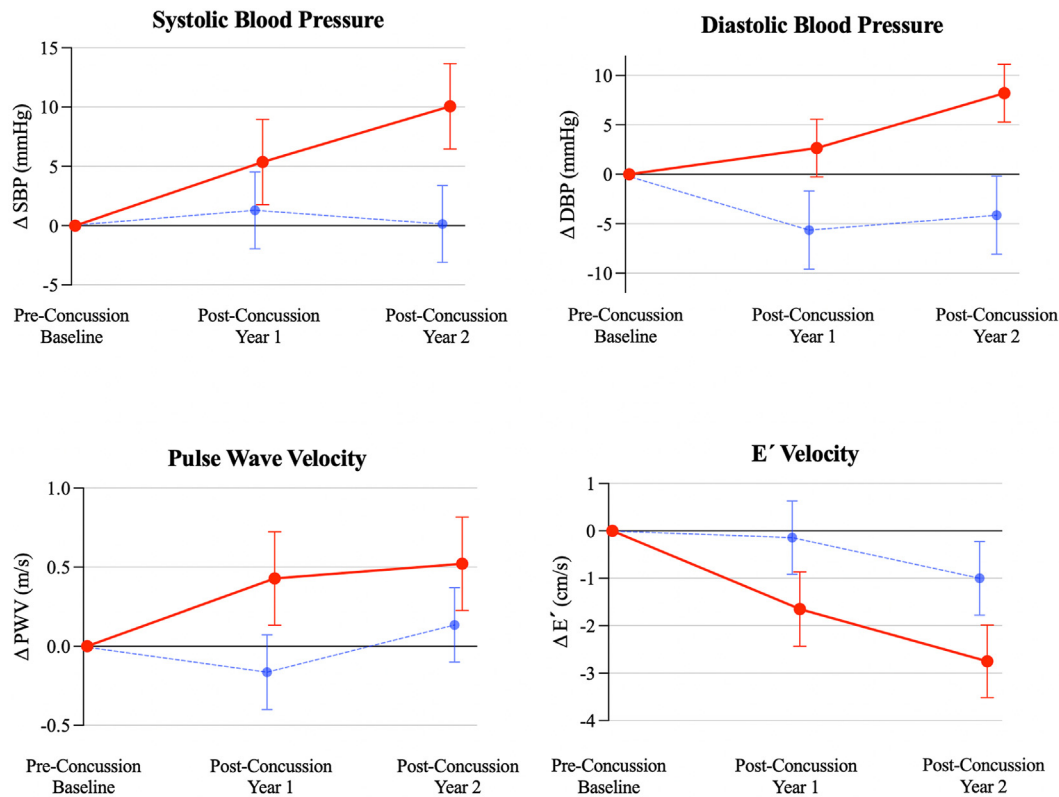 Systolic Blood Pressure
15
10
5
0
-5
Δ SBP (mmHg)
Pre-Concussion
Baseline
Post-Concussion
Year 1
Post-Concussion
Year 2
Diastolic Blood Pressure
10
5
0
-5
-10
Δ DBP (mmHg)
Pre-Concussion
Baseline
Post-Concussion
Year 1
Post-Concussion
Year 2
Pulse Wave Velocity
1.0
0.5
0.0
-0.5
Δ PWV (m/s)
Pre-Concussion
Baseline
Post-Concussion
Year 1
Post-Concussion
Year 2
E´ Velocity
1
0
-1
-2
-3
-4
Δ E´ (cm/s)
Pre-Concussion
Baseline
Post-Concussion
Year 1
Post-Concussion
Year 2